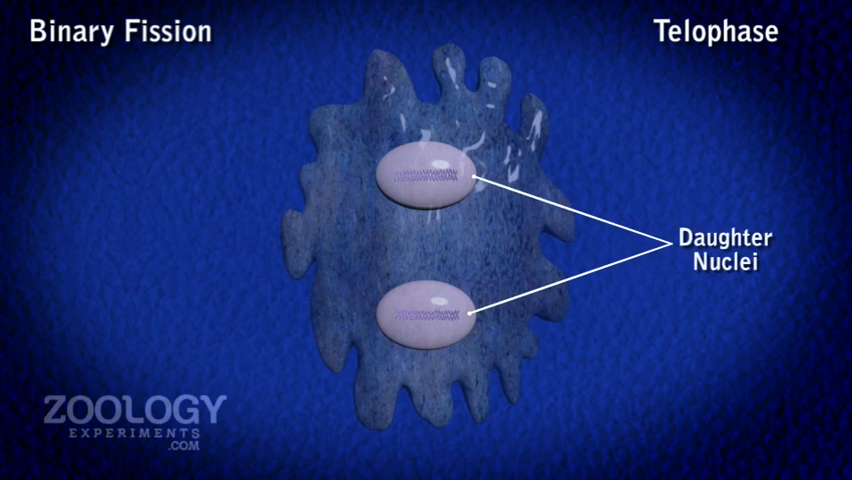 Binary Fission
Telophase
Daughter
Nuclei
ZOOLOGY
EXPERIMENTS
.COM